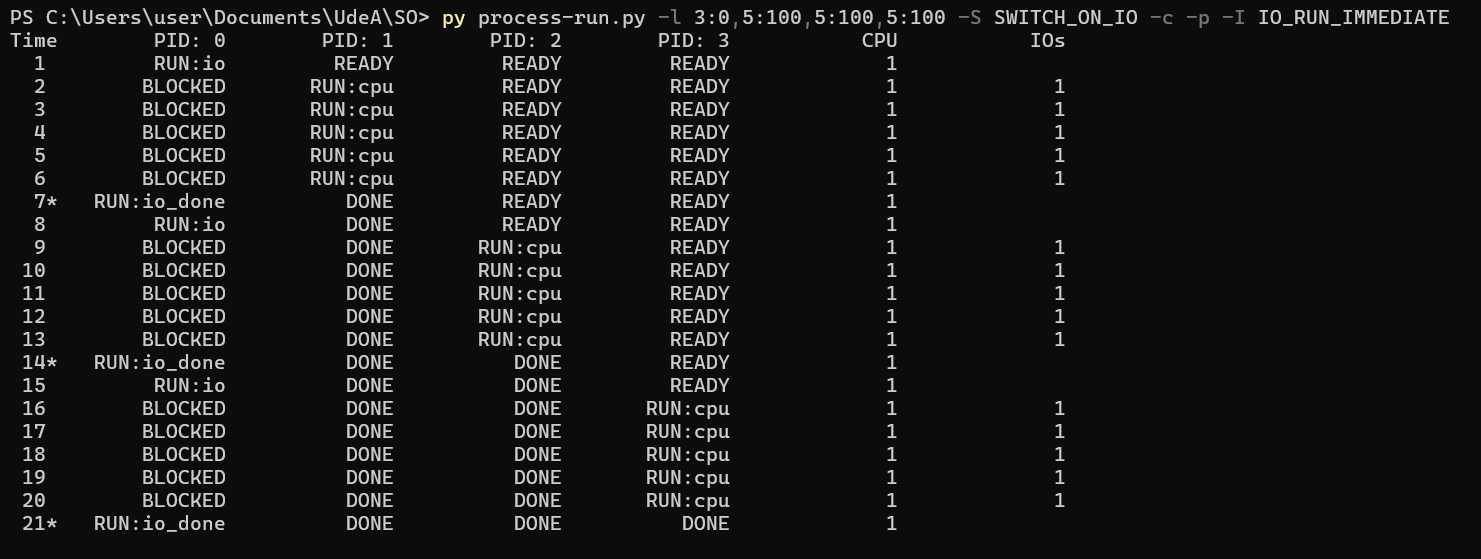 PS C:\Users\user\Documents\UdeA\SO> py process-run.py -l 3:0,5:100,5:100,5:100 -S SWITCH_ON_IO -c -p -I IO_RUN_IMMEDIATE
Time        PID: 0        PID: 1        PID: 2        PID: 3           CPU           IOs
  1         RUN:io         READY         READY         READY             1
  2        BLOCKED       RUN:cpu         READY         READY             1             1
  3        BLOCKED       RUN:cpu         READY         READY             1             1
  4        BLOCKED       RUN:cpu         READY         READY             1             1
  5        BLOCKED       RUN:cpu         READY         READY             1             1
  6        BLOCKED       RUN:cpu         READY         READY             1             1
  7*   RUN:io_done          DONE         READY         READY             1
  8         RUN:io          DONE         READY         READY             1
  9        BLOCKED          DONE       RUN:cpu         READY             1             1
 10        BLOCKED          DONE       RUN:cpu         READY             1             1
 11        BLOCKED          DONE       RUN:cpu         READY             1             1
 12        BLOCKED          DONE       RUN:cpu         READY             1             1
 13        BLOCKED          DONE       RUN:cpu         READY             1             1
 14*   RUN:io_done          DONE          DONE         READY             1
 15         RUN:io          DONE          DONE         READY             1
 16        BLOCKED          DONE          DONE       RUN:cpu             1             1
 17        BLOCKED          DONE          DONE       RUN:cpu             1             1
 18        BLOCKED          DONE          DONE       RUN:cpu             1             1
 19        BLOCKED          DONE          DONE       RUN:cpu             1             1
 20        BLOCKED          DONE          DONE       RUN:cpu             1             1
 21*   RUN:io_done          DONE          DONE          DONE             1